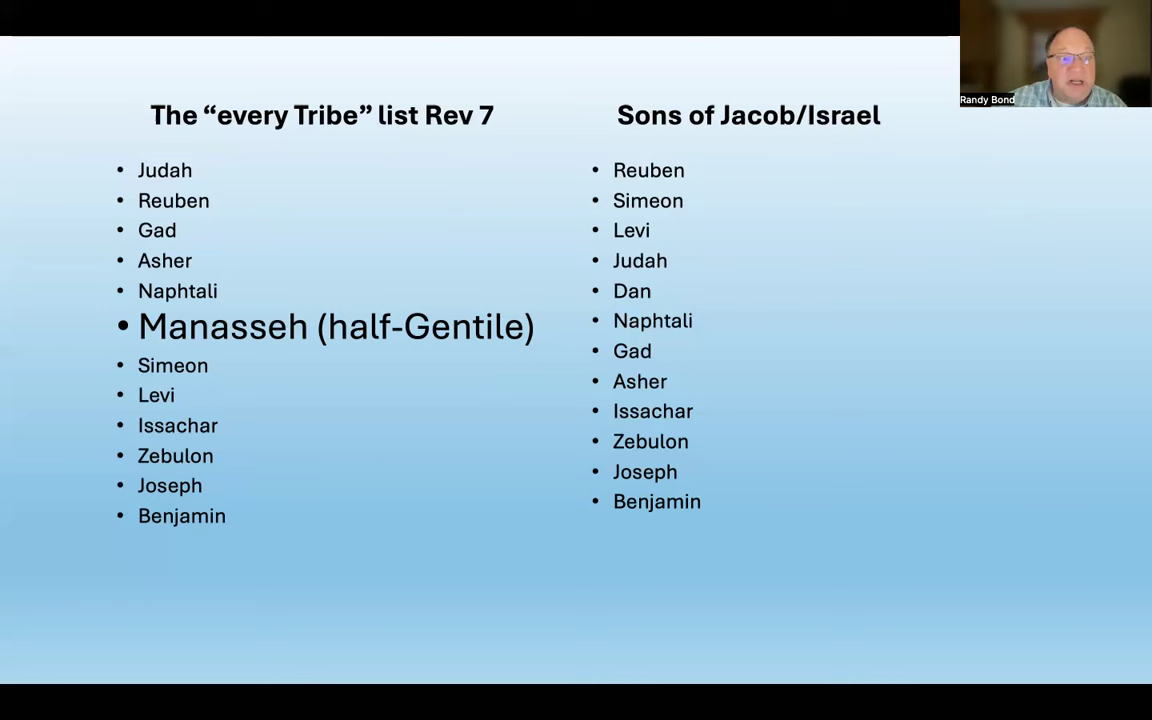 Randy Bond
The “every Tribe” list Rev 7
• Judah
• Reuben
• Gad
• Asher
• Naphtali
• Manasseh (half-Gentile)
• Simeon
• Levi
• Issachar
• Zebulon
• Joseph
• Benjamin
Sons of Jacob/Israel
• Reuben
• Simeon
• Levi
• Judah
• Dan
• Naphtali
• Gad
• Asher
• Issachar
• Zebulon
• Joseph
• Benjamin